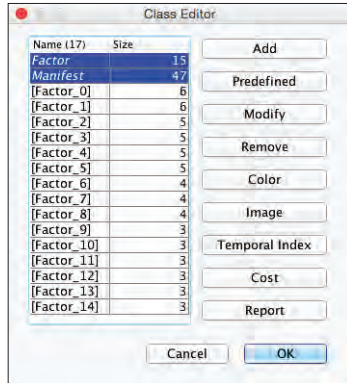 Class Editor
Name (17) Size
Factor 15
Manifest 47
[Factor_0] 6
[Factor_1] 6
[Factor_2] 5
[Factor_3] 5
[Factor_4] 5
[Factor_5] 5
[Factor_6] 4
[Factor_7] 4
[Factor_8] 4
[Factor_9] 3
[Factor_10] 3
[Factor_11] 3
[Factor_12] 3
[Factor_13] 3
[Factor_14] 3
Add
Predefined
Modify
Remove
Color
Image
Temporal Index
Cost
Report
Cancel OK